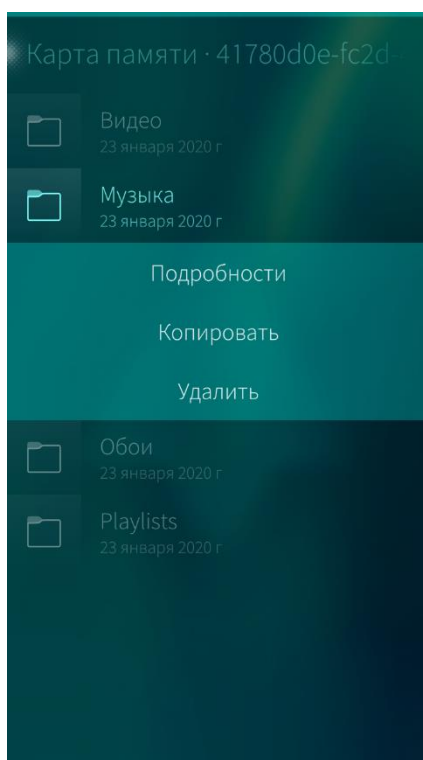 Карта памяти · 41780d0e-fc2d-
Видео
23 января 2020 г
Музыка
23 января 2020 г
Подробности
Копировать
Удалить
Обои
23 января 2020 г
Playlists
23 января 2020 г